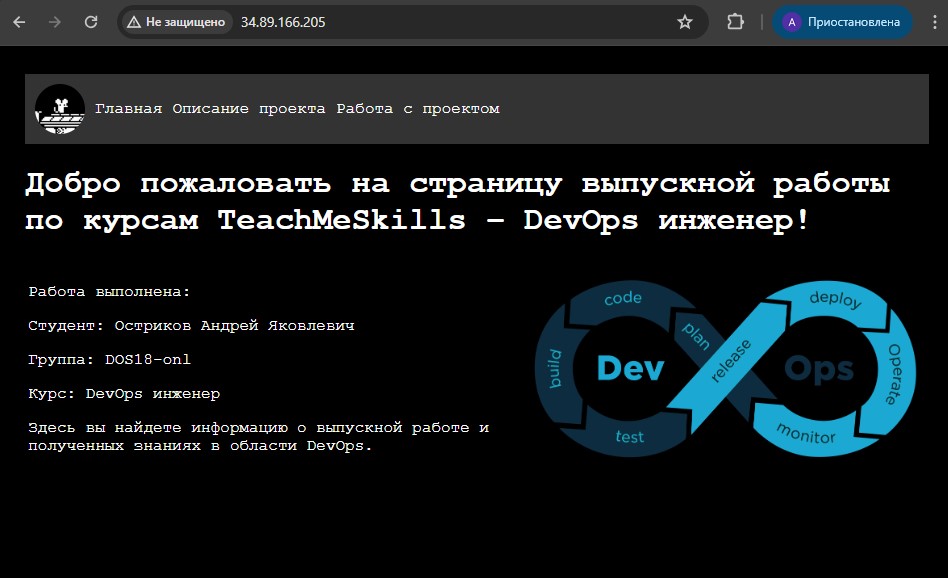 Не защищено
34.89.166.205
А
Приостановлена
Главная Описание проекта Работа с проектом
Добро пожаловать на страницу выпускной работы
по курсам TeachMeSkills - DevOps инженер!
Работа выполнена:
Студент: Остриков Андрей Яковлевич
Группа: DOS18-onl
Курс: DevOps инженер
Здесь вы найдете информацию о выпускной работе и
полученных знаниях в области DevOps.
code
plan
build
Dev
test
release
deploy
Ops
Operate
monitor